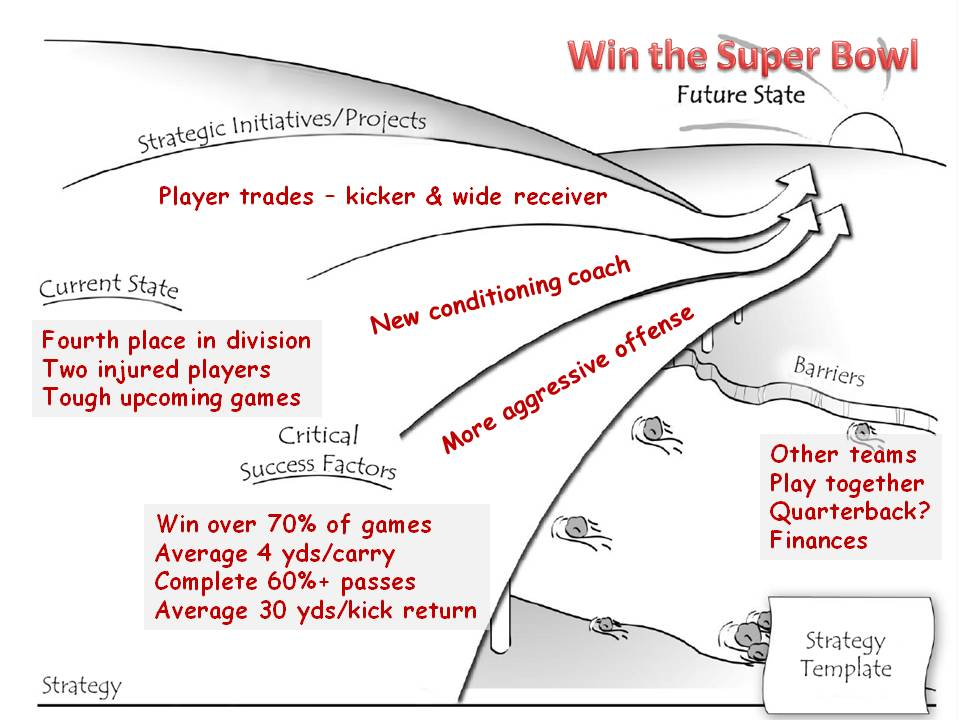 Win the Super Bowl
Future State
Strategic Initiatives/Projects
Player trades – kicker & wide receiver
New conditioning coach
More aggressive offense
Current State
Fourth place in division
Two injured players
Tough upcoming games
Critical
Success Factors
Win over 70% of games
Average 4 yds/carry
Complete 60%+ passes
Average 30 yds/kick return
Barriers
Other teams
Play together
Quarterback?
Finances
Strategy
Template
Strategy